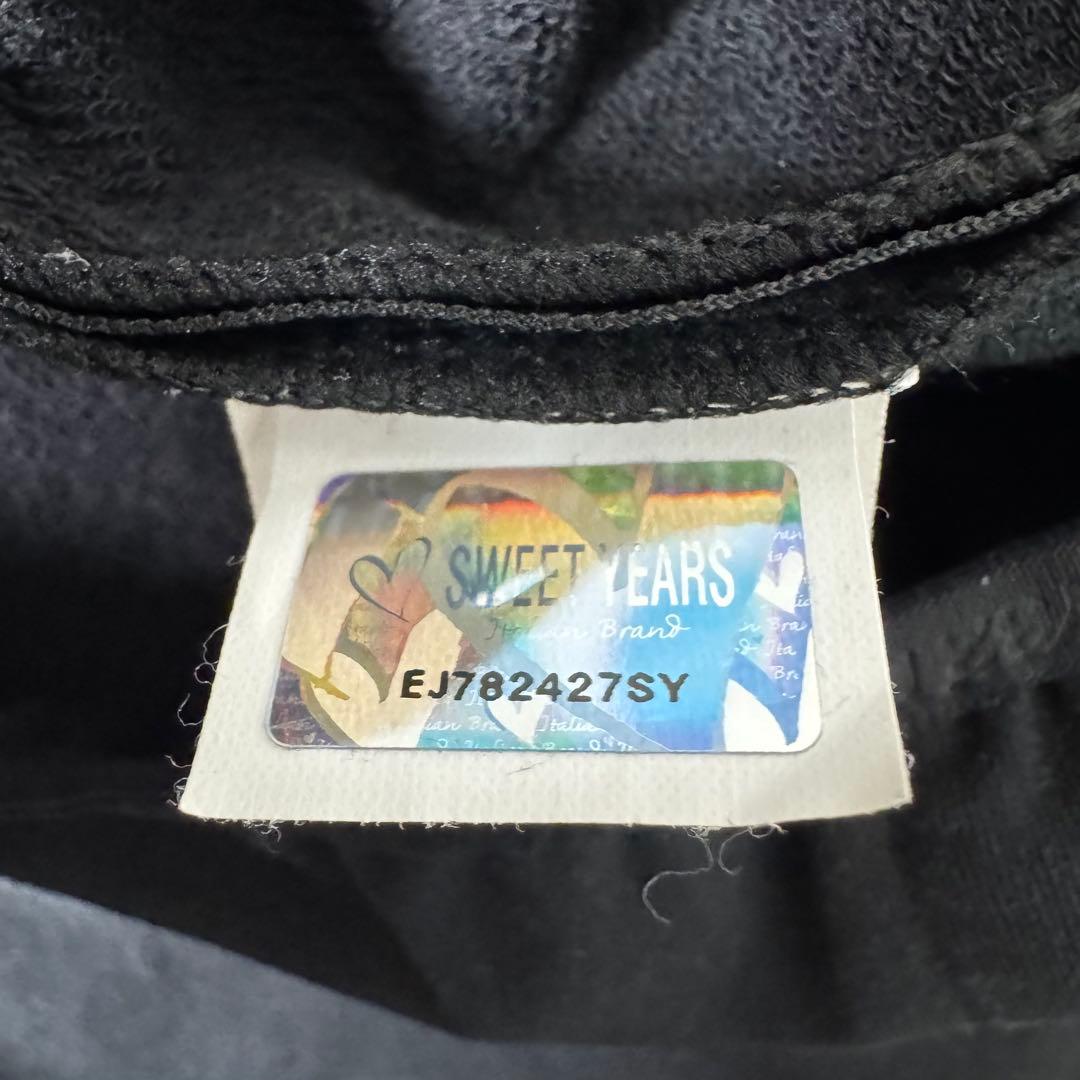 SWEET YEARS
Italian Brand
EJ782427SY